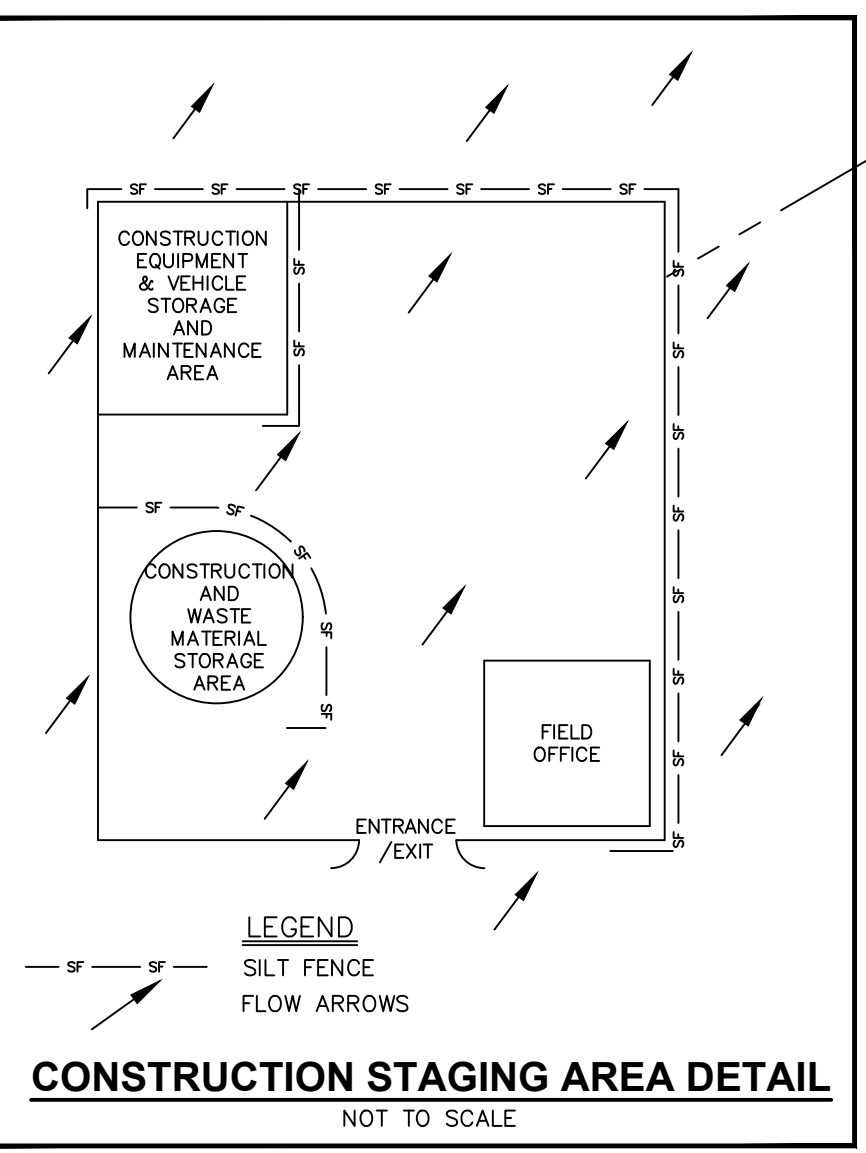 SF SF SF SF SF SF SF
CONSTRUCTION
EQUIPMENT
& VEHICLE
STORAGE
AND
MAINTENANCE
AREA
SF
SF
SF
SF
SF
SF
SF
SF
SF
SF
SF SF
SF
SF
SF
CONSTRUCTION
AND
WASTE
MATERIAL
STORAGE
AREA
FIELD
OFFICE
ENTRANCE
/EXIT
LEGEND
SF SF SILT FENCE
FLOW ARROWS
CONSTRUCTION STAGING AREA DETAIL
NOT TO SCALE